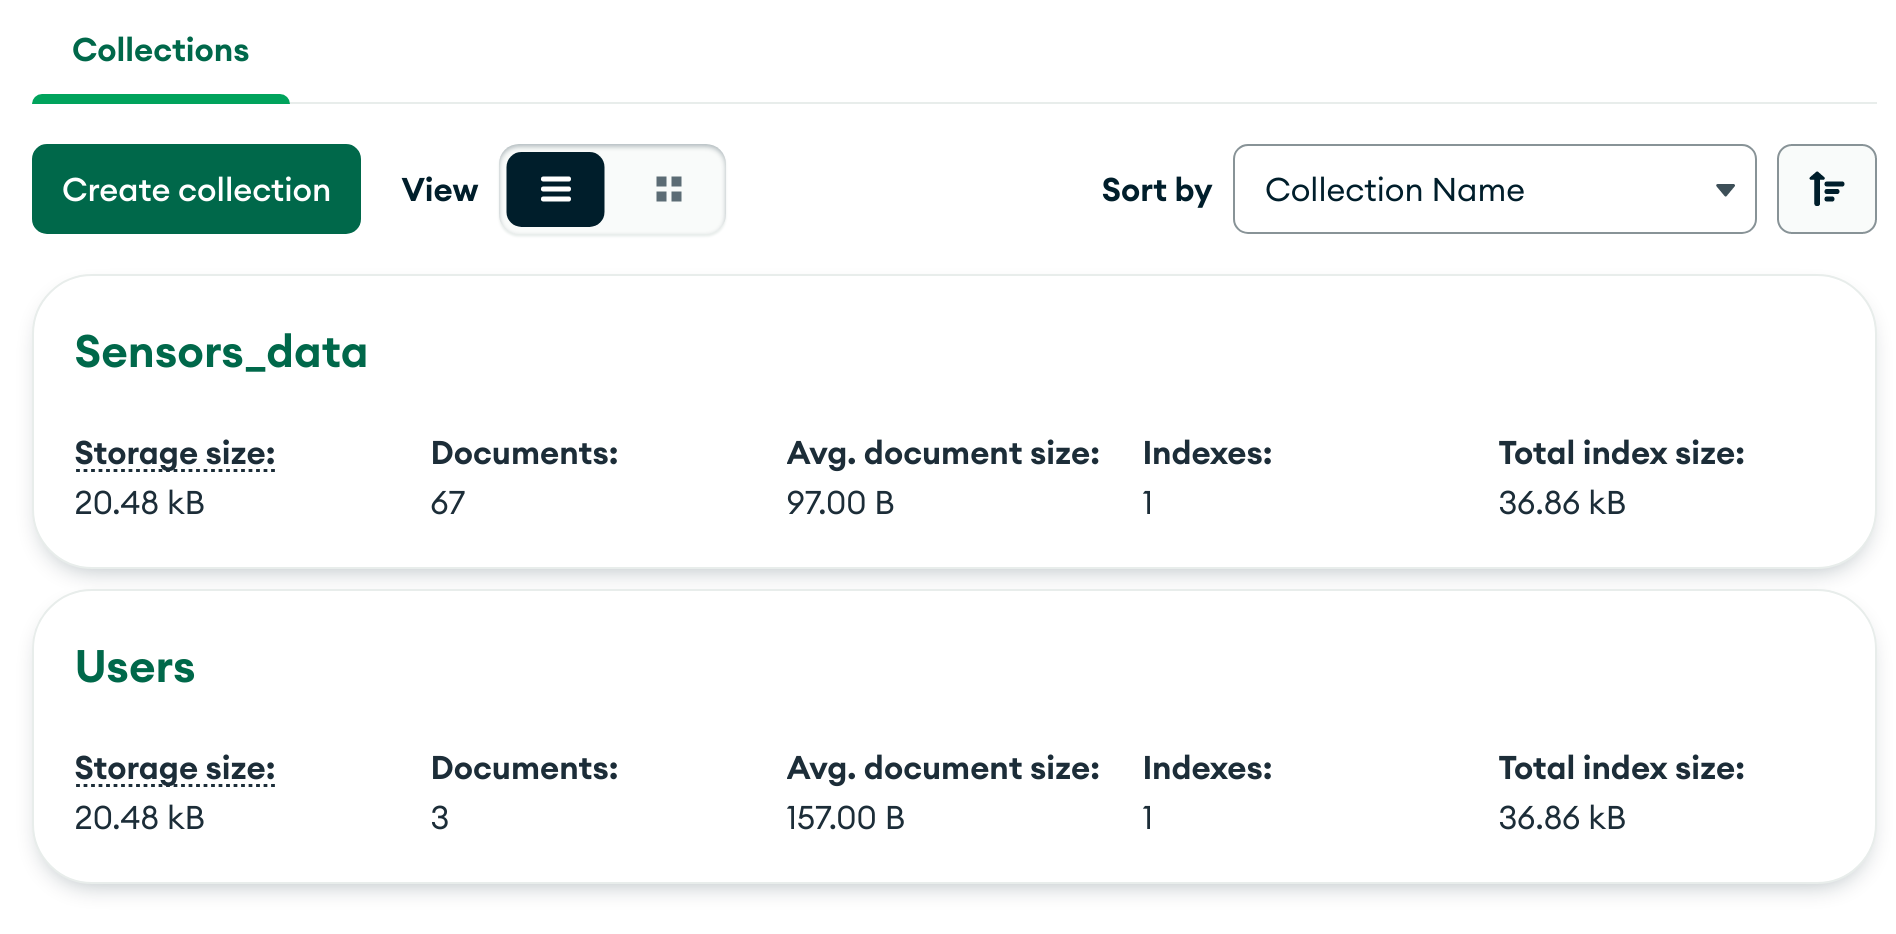 Collections
Create collection View Sort by Collection Name
Sensors_data
Storage size: Documents: Avg. document size: Indexes: Total index size:
20.48 kB 67 97.00 B 1 36.86 kB
Users
Storage size: Documents: Avg. document size: Indexes: Total index size:
20.48 kB 3 157.00 B 1 36.86 kB